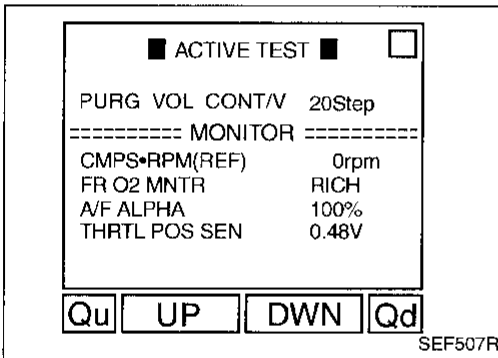 ■ ACTIVE TEST ■
PURG VOL CONT/V 20Step
========== MONITOR ==========
CMPS•RPM(REF) 0rpm
FR O2 MNTR RICH
A/F ALPHA 100%
THRTL POS SEN 0.48V
Qu UP DWN Qd
SEF507R